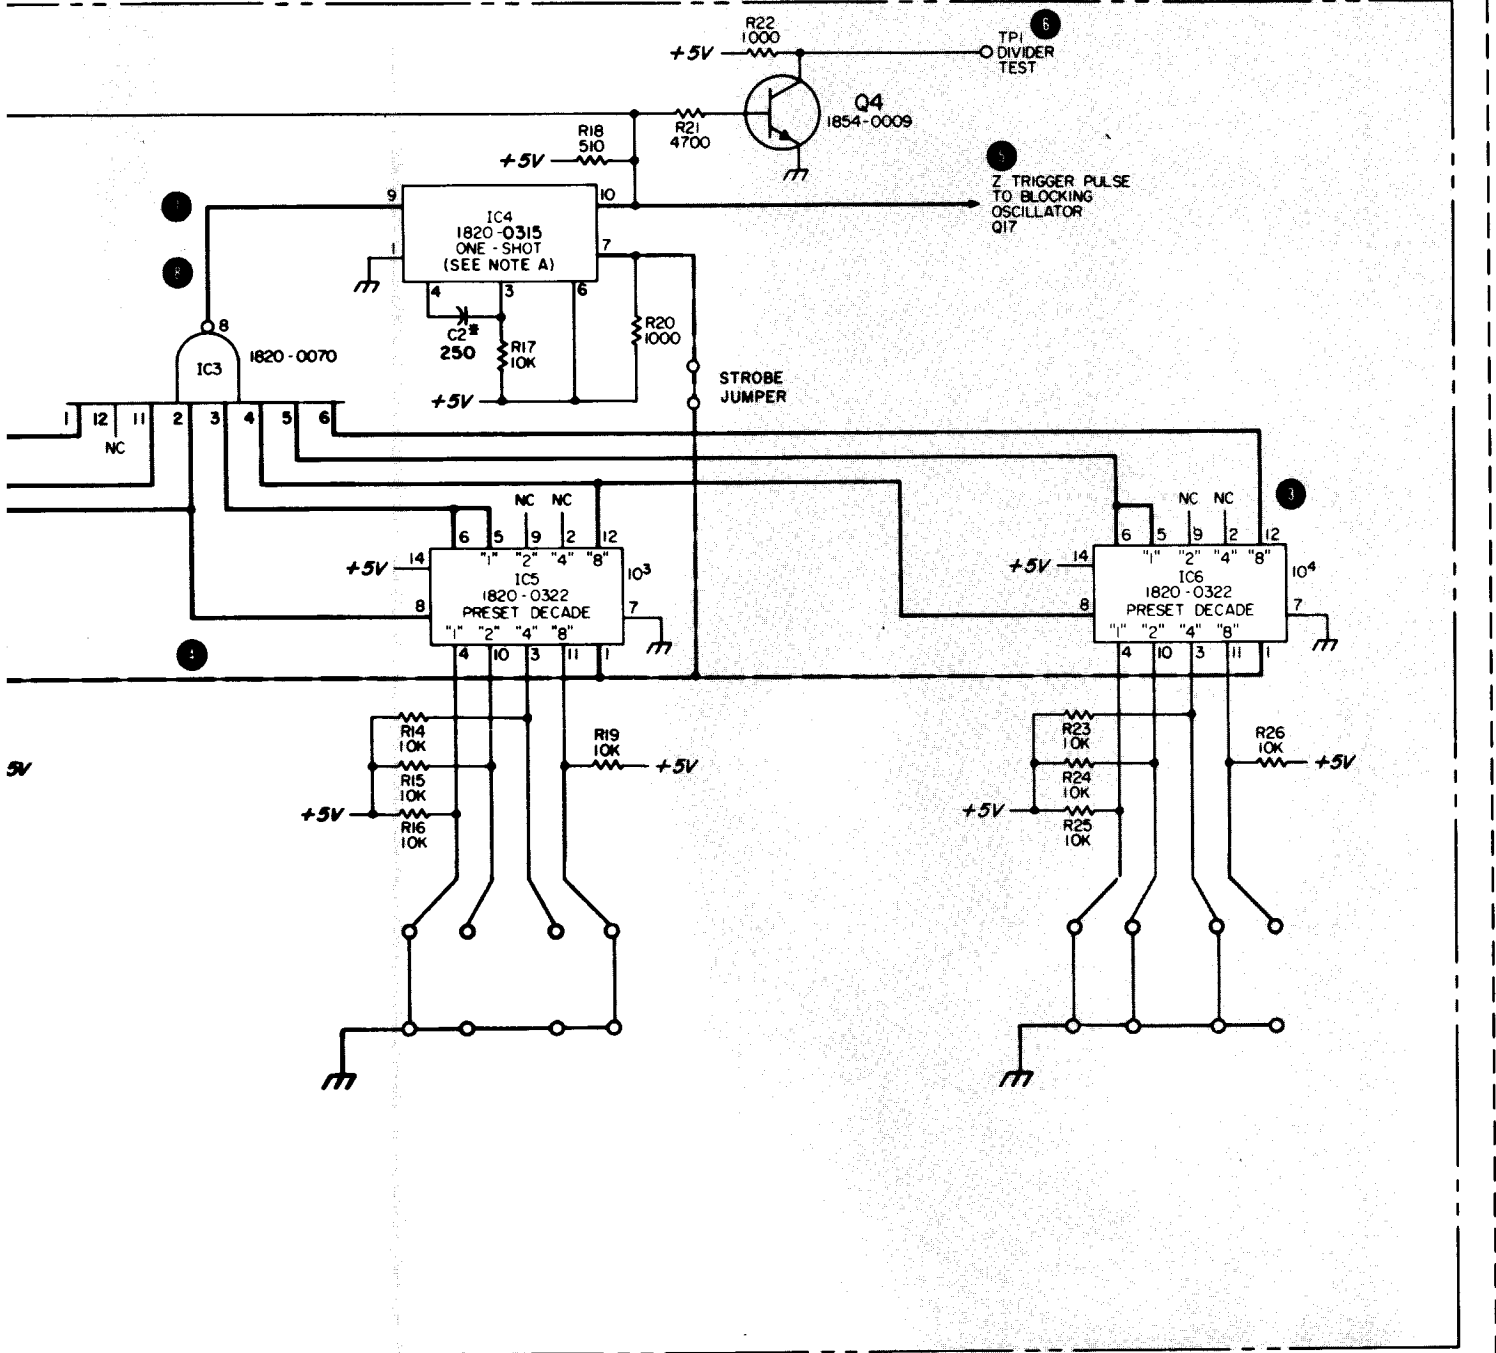 R22
1000
+5V
6
TP1
DIVIDER
TEST
Q4
1854-0009
R21
4700
R18
510
+5V
5
Z TRIGGER PULSE
TO BLOCKING
OSCILLATOR
Q17
9
10
IC4
1820-0315
ONE-SHOT
(SEE NOTE A)
1
7
4
3
6
C2*
250
R17
10K
R20
1000
+5V
STROBE
JUMPER
8
1820-0070
IC3
1 12 11 2 3 4 5 6
NC
NC NC
6 5 9 2 12
"1" "2" "4" "8"
+5V
14
IC5
1820-0322
PRESET DECADE
10³
8
7
"1" "2" "4" "8"
4 10 3 11 1
NC NC
3
6 5 9 2 12
"1" "2" "4" "8"
+5V
14
IC6
1820-0322
PRESET DECADE
10⁴
8
7
"1" "2" "4" "8"
4 10 3 11 1
4
5V
R14
10K
R15
10K
+5V
R16
10K
R19
10K
+5V
R23
10K
R24
10K
+5V
R25
10K
R26
10K
+5V